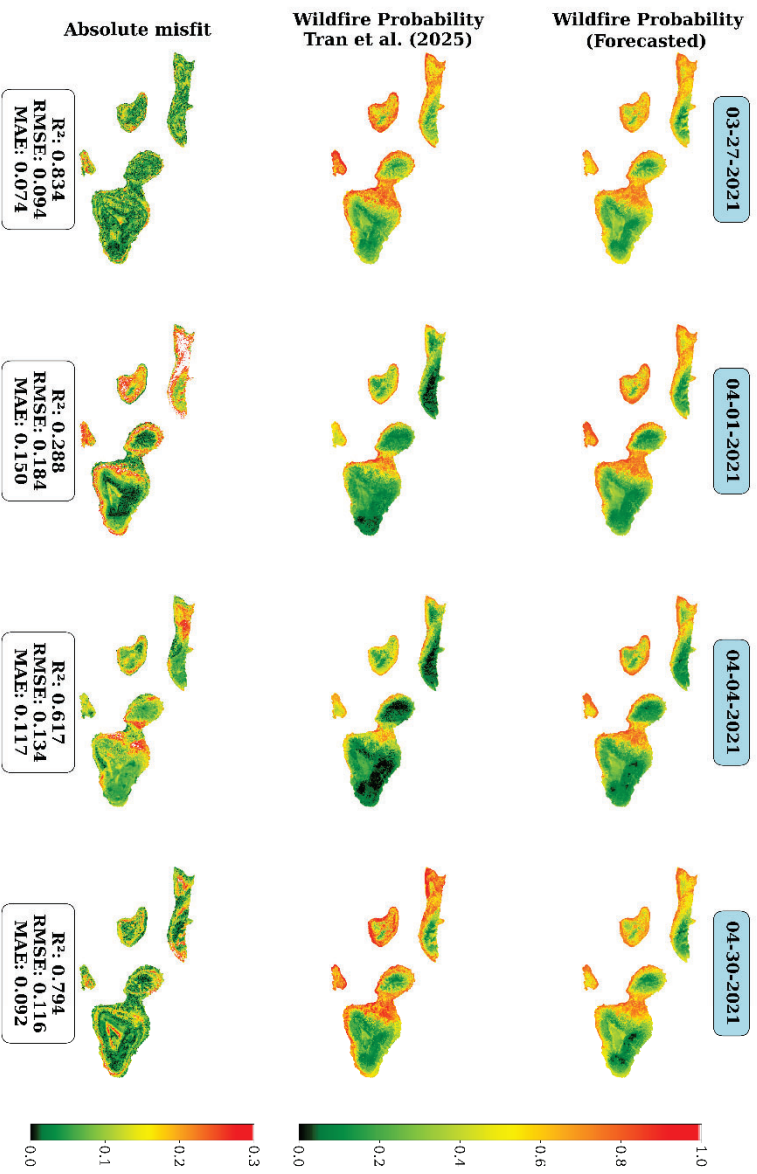 03-27-2021
04-01-2021
04-04-2021
04-30-2021
Wildfire Probability
(Forecasted)
1.0
0.8
0.6
0.4
0.2
0.0
Wildfire Probability
Tran et al. (2025)
Absolute misfit
0.3
0.2
0.1
0.0
R²: 0.834
RMSE: 0.094
MAE: 0.074
R²: 0.288
RMSE: 0.184
MAE: 0.150
R²: 0.617
RMSE: 0.134
MAE: 0.117
R²: 0.794
RMSE: 0.116
MAE: 0.092